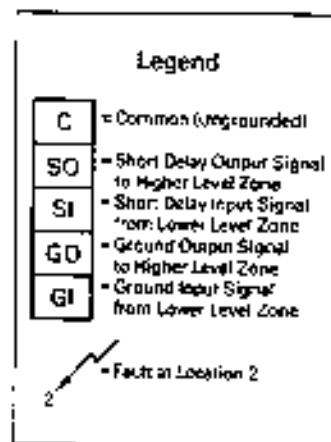 Legend
C = Common (ungrounded)
SO = Short Delay Output Signal
to Higher Level Zone
SI = Short Delay Input Signal
from Lower Level Zone
GO = Ground Output Signal
to Higher Level Zone
GI = Ground Input Signal
from Lower Level Zone
2 = Fault at Location 2